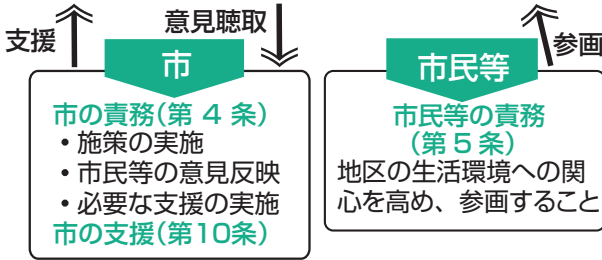 支援
意見聴取
市
市の責務(第 4 条)
• 施策の実施
• 市民等の意見反映
• 必要な支援の実施
市の支援(第10条)
参画
市民等
市民等の責務
(第 5 条)
地区の生活環境への関
心を高め、参画すること